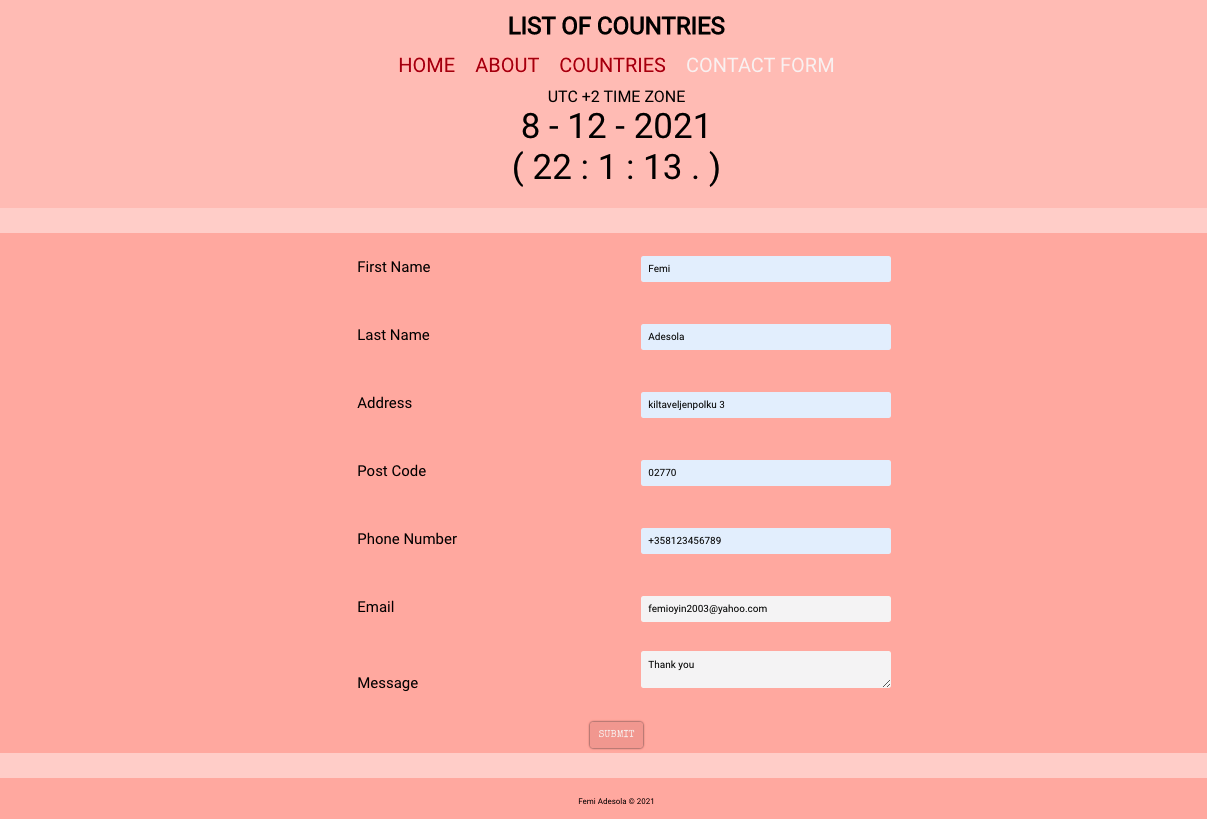 LIST OF COUNTRIES
HOME ABOUT COUNTRIES CONTACT FORM
UTC +2 TIME ZONE
8 - 12 - 2021
( 22 : 1 : 13 . )
First Name Femi
Last Name Adesola
Address kiltaveljenpolku 3
Post Code 02770
Phone Number +358123456789
Email femioyin2003@yahoo.com
Message Thank you
SUBMIT
Femi Adesola © 2021